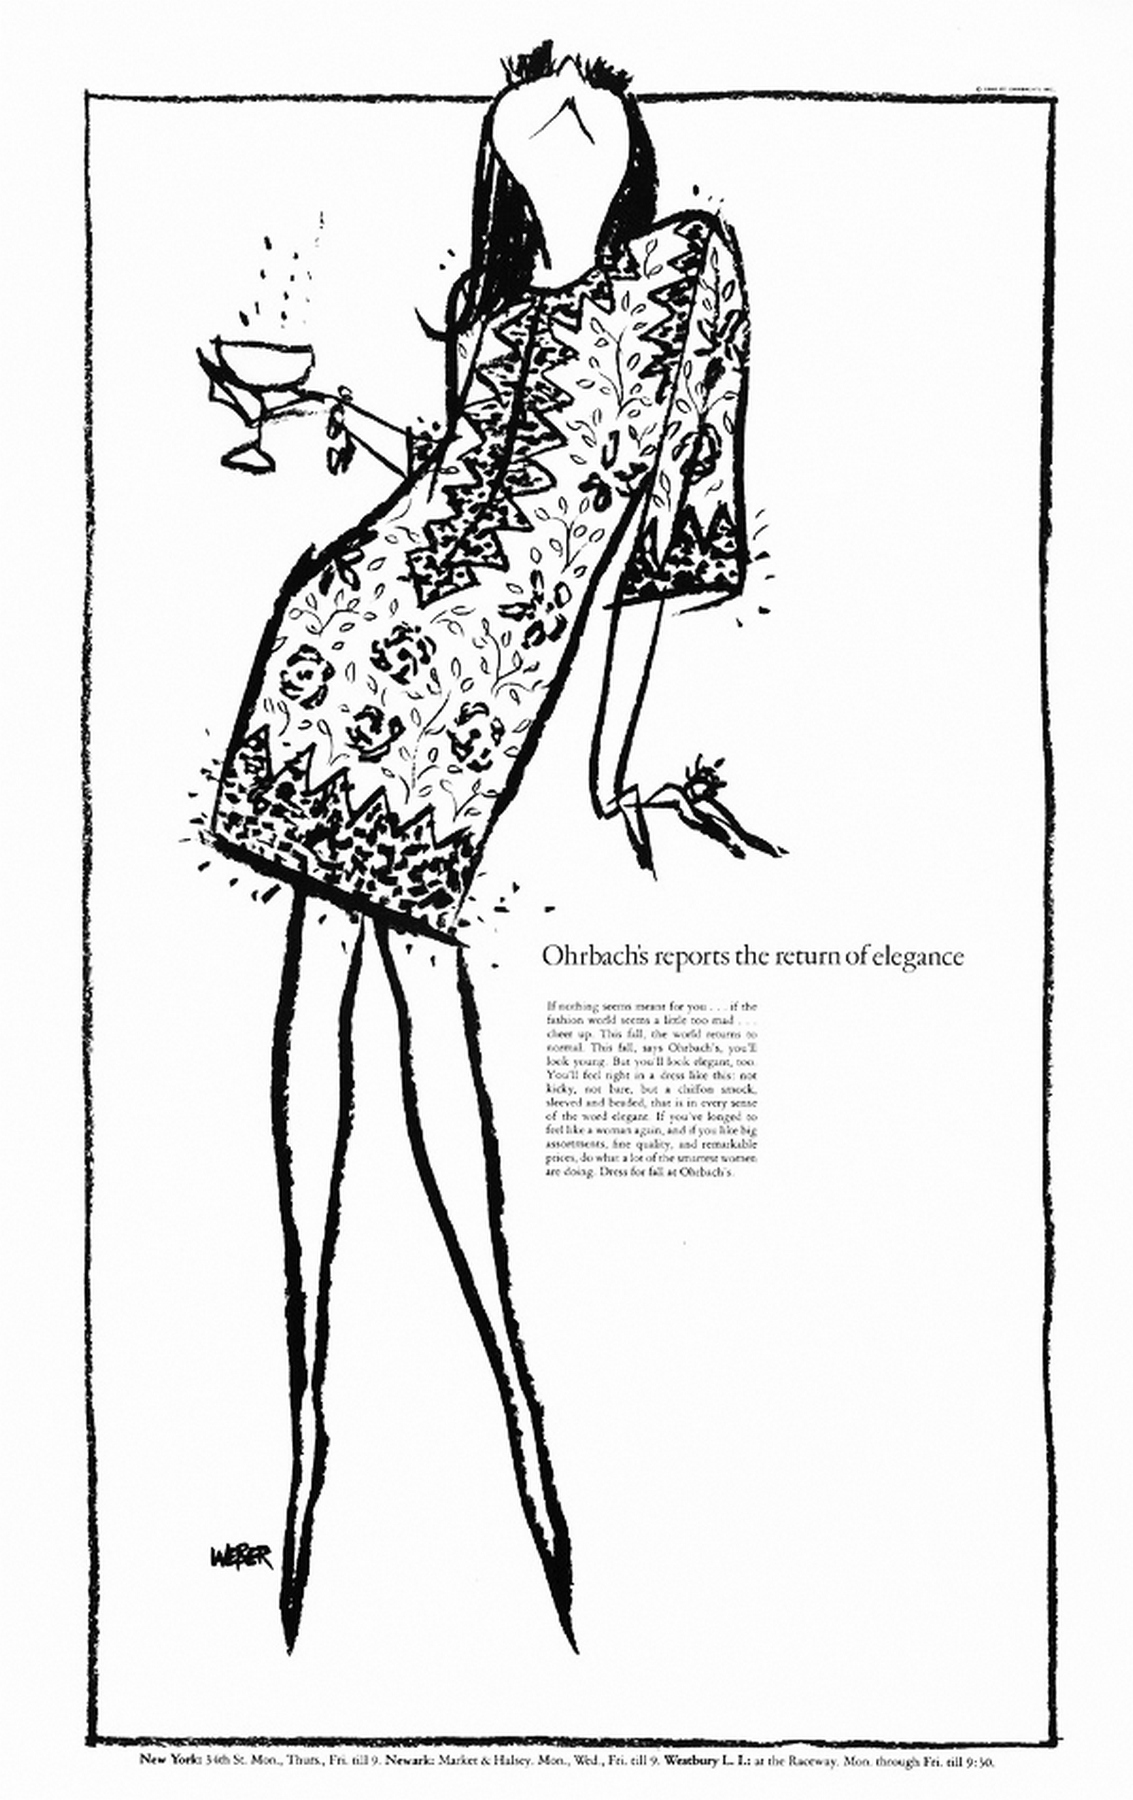 Ohrbach's reports the return of elegance
If nothing seems meant for you . . . if the
fashion world seems a little too mad . . .
cheer up. This fall, the world returns to
normal. This fall, says Ohrbach's, you'll
look young. But you'll look elegant, too.
You'll feel right in a dress like this: not
kicky, not bare, but a chiffon smock,
sleeved and beaded, that is in every sense
of the word elegant. If you've longed to
feel like a woman again, and if you like big
assortments, fine quality, and remarkable
prices, do what a lot of the smartest women
are doing. Dress for fall at Ohrbach's.
WEBER
New York: 34th St. Mon., Thurs., Fri. till 9. Newark: Market & Halsey. Mon., Wed., Fri. till 9. Westbury L. I.: at the Raceway. Mon. through Fri. till 9:30.